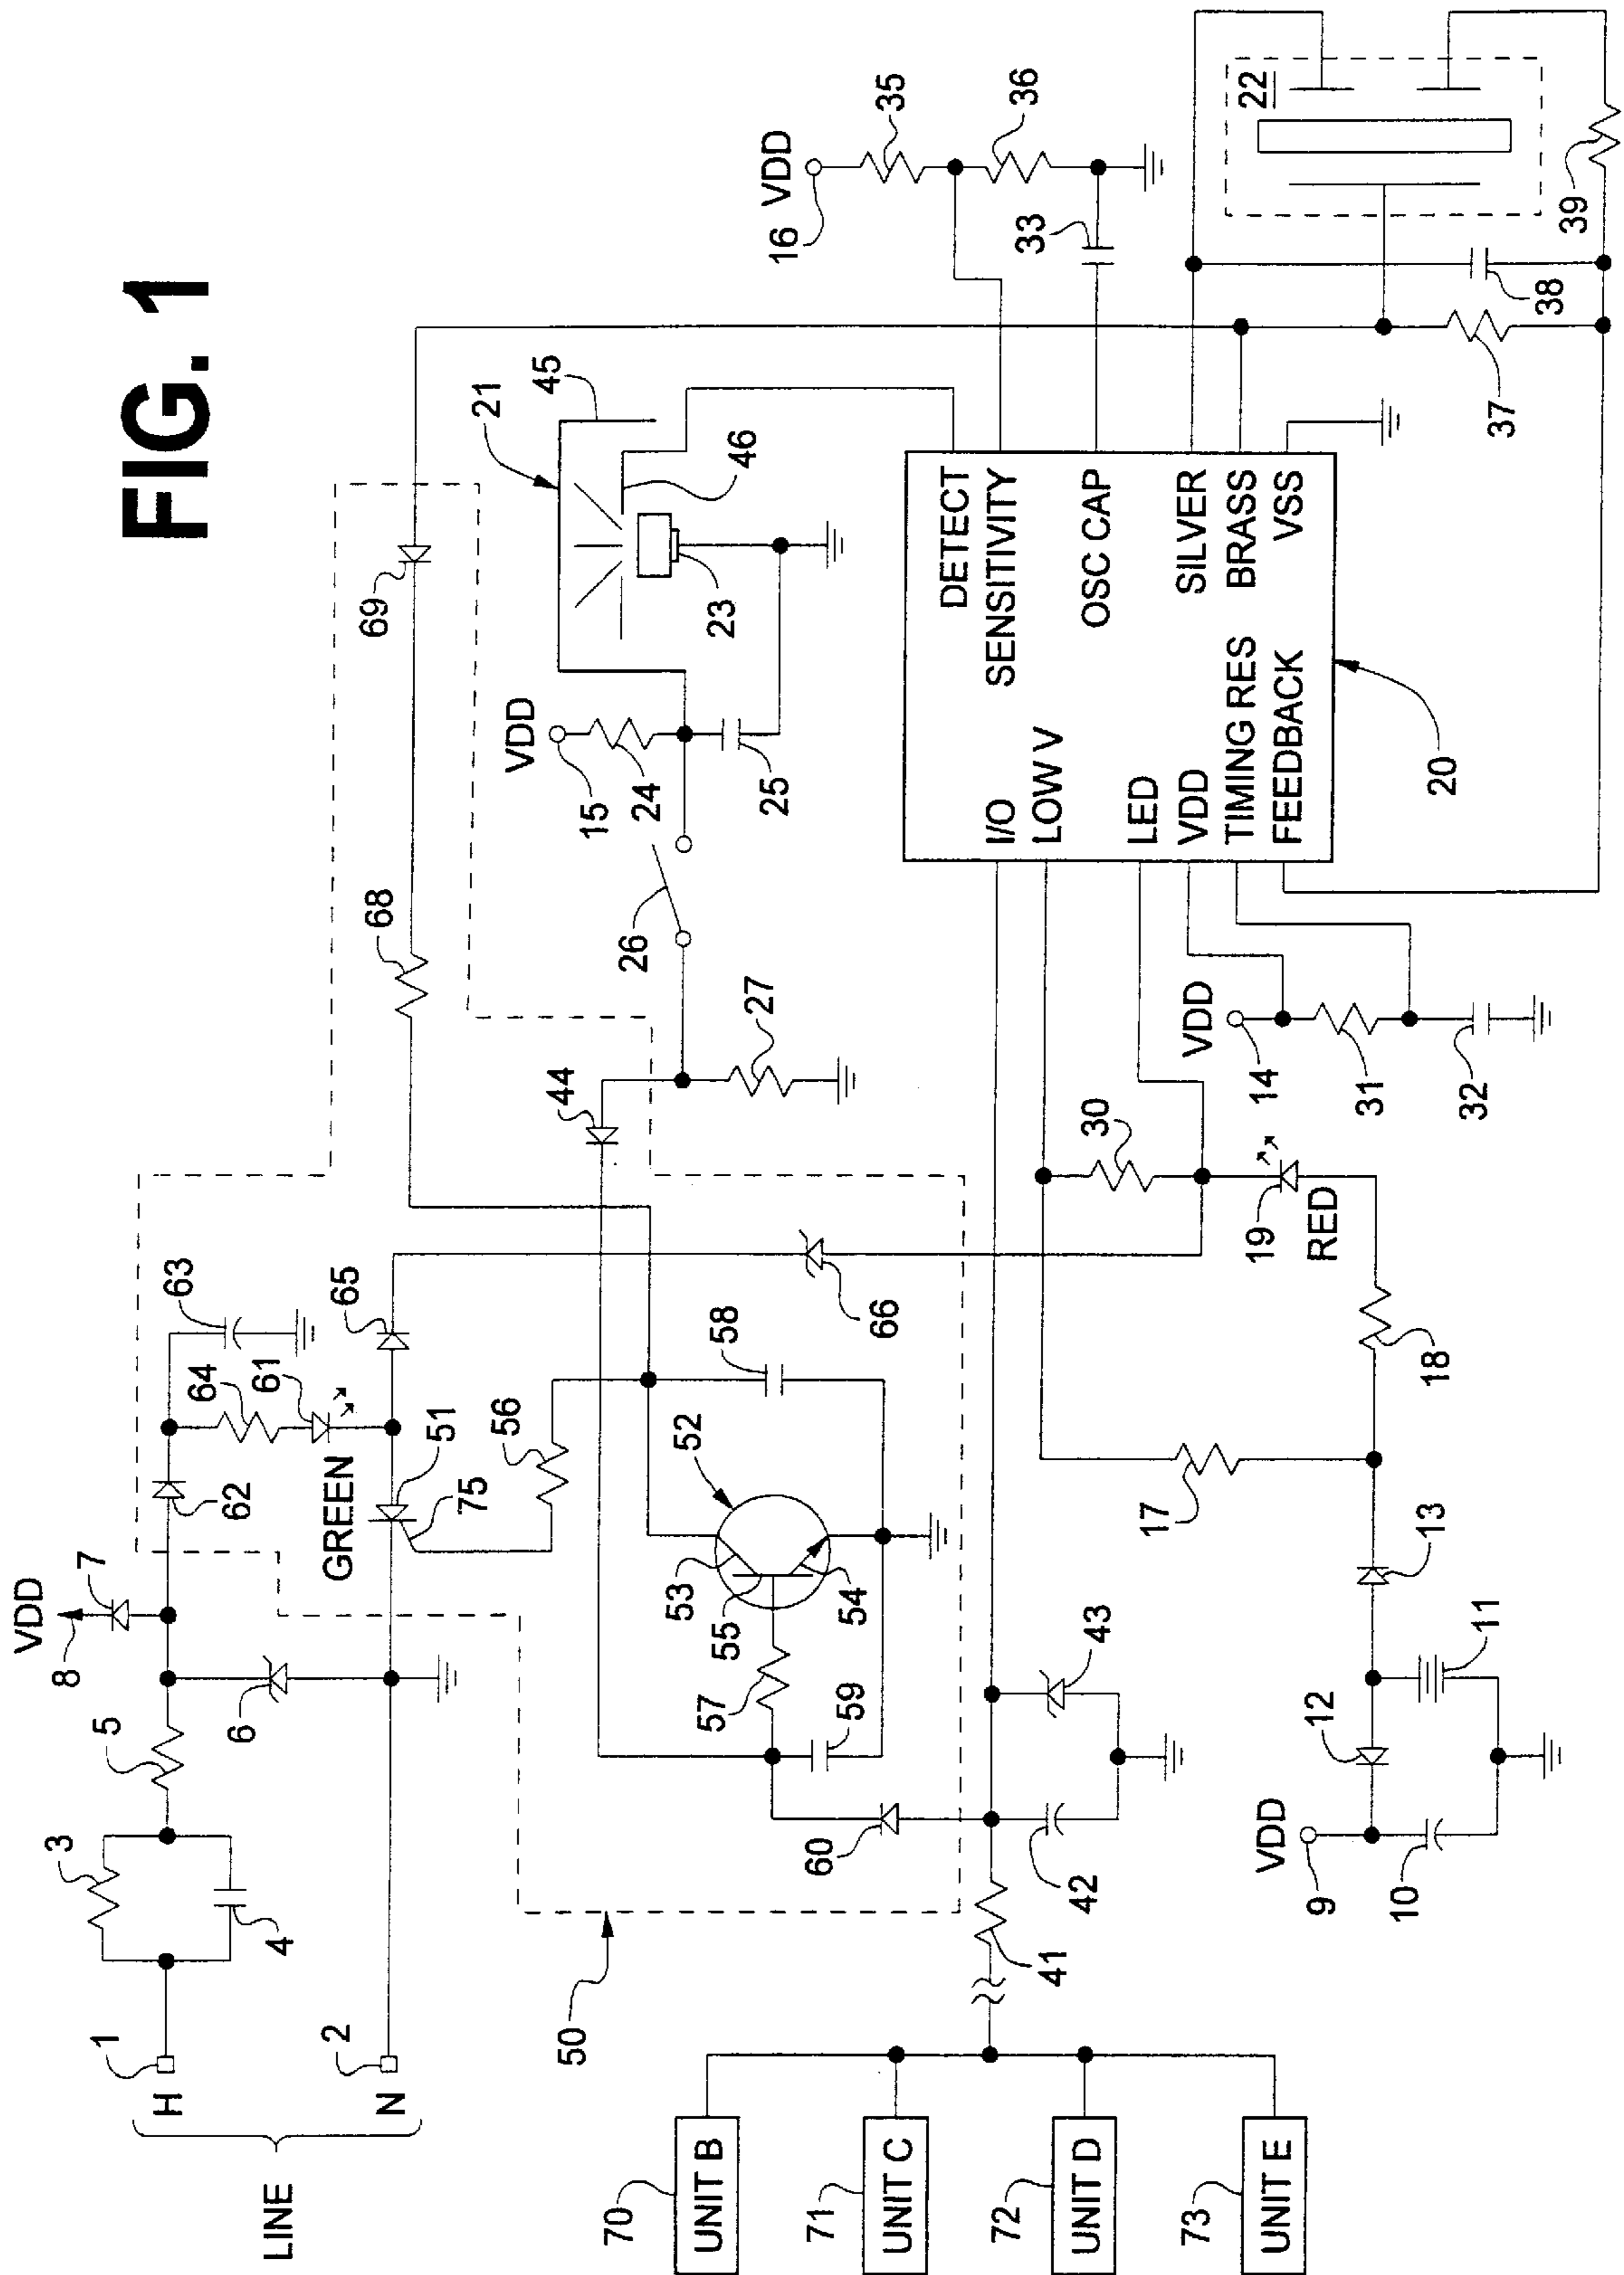 FIG. 1
LINE
H
N
1
2
3
4
5
6
7
8
VDD
62
63
64
61
GREEN
65
51
75
56
68
69
52
53
54
55
57
58
59
60
66
44
50
26
27
VDD
15
24
25
21
45
46
23
VDD
16
35
36
33
22
38
39
37
DETECT
SENSITIVITY
OSC CAP
SILVER
BRASS
VSS
I/O
LOW V
LED
VDD
TIMING RES
FEEDBACK
20
VDD
14
31
32
30
19
RED
18
17
13
12
11
VDD
9
10
41
42
43
70
UNIT B
71
UNIT C
72
UNIT D
73
UNIT E